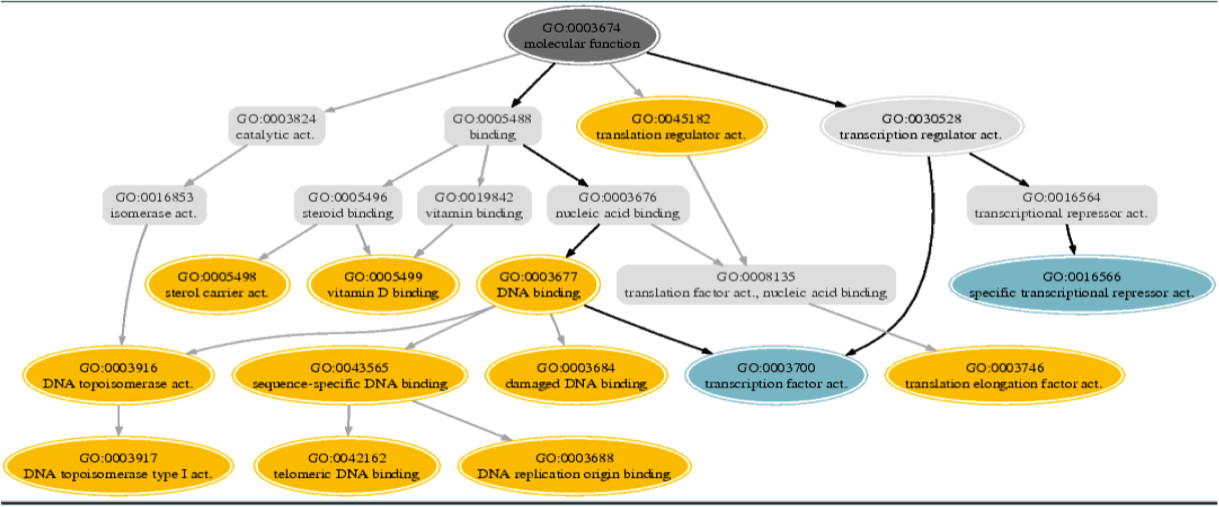 GO:0003674
molecular function
GO:0003824
catalytic act.
GO:0005488
binding
GO:0045182
translation regulator act.
GO:0030528
transcription regulator act.
GO:0016853
isomerase act.
GO:0005496
steroid binding
GO:0019842
vitamin binding
GO:0003676
nucleic acid binding
GO:0016564
transcriptional repressor act.
GO:0005498
sterol carrier act.
GO:0005499
vitamin D binding
GO:0003677
DNA binding
GO:0008135
translation factor act., nucleic acid binding
GO:0016566
specific transcriptional repressor act.
GO:0003916
DNA topoisomerase act.
GO:0043565
sequence-specific DNA binding
GO:0003684
damaged DNA binding
GO:0003700
transcription factor act.
GO:0003746
translation elongation factor act.
GO:0003917
DNA topoisomerase type I act.
GO:0042162
telomeric DNA binding
GO:0003688
DNA replication origin binding